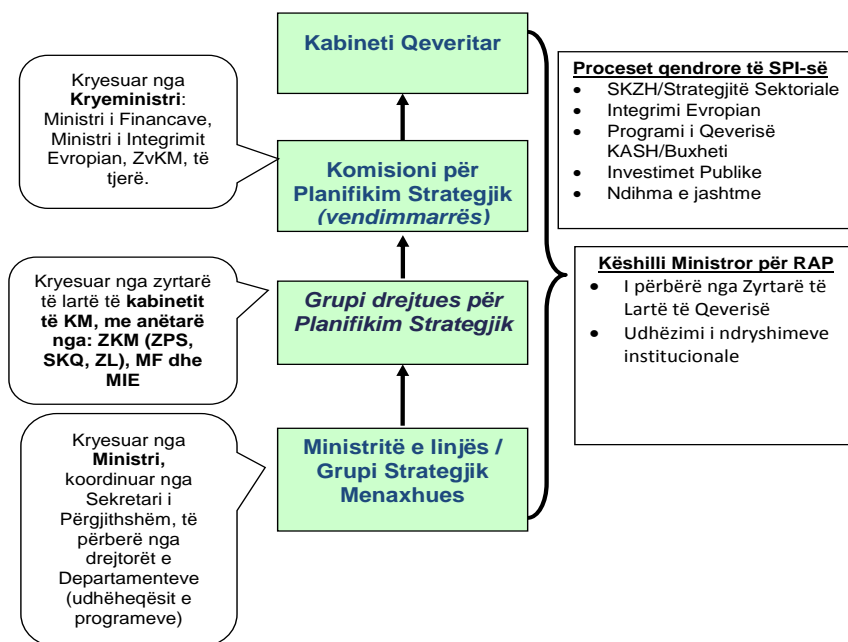 Kabineti Qeveritar
Kryesuar nga
Kryeministri:
Ministri i Financave,
Ministri i Integrimit
Evropian, ZvKM, të
tjerë.
Komisioni për
Planifikim Strategjik
(vendimmarrës)
Kryesuar nga zyrtarë
të lartë të kabinetit
të KM, me anëtarë
nga: ZKM (ZPS,
SKQ, ZL), MF dhe
MIE
Grupi drejtues për
Planifikim Strategjik
Kryesuar nga
Ministri,
koordinuar nga
Sekretari i
Përgjithshëm, të
përberë nga
drejtorët e
Departamenteve
(udhëheqësit e
programeve)
Ministritë e linjës /
Grupi Strategjik
Menaxhues
Proceset qendrore të SPI-së
• SKZH/Strategjitë Sektoriale
• Integrimi Evropian
• Programi i Qeverisë
KASH/Buxheti
• Investimet Publike
• Ndihma e jashtme
Këshilli Ministror për RAP
• I përbërë nga Zyrtarë të
Lartë të Qeverisë
• Udhëzimi i ndryshimeve
institucionale